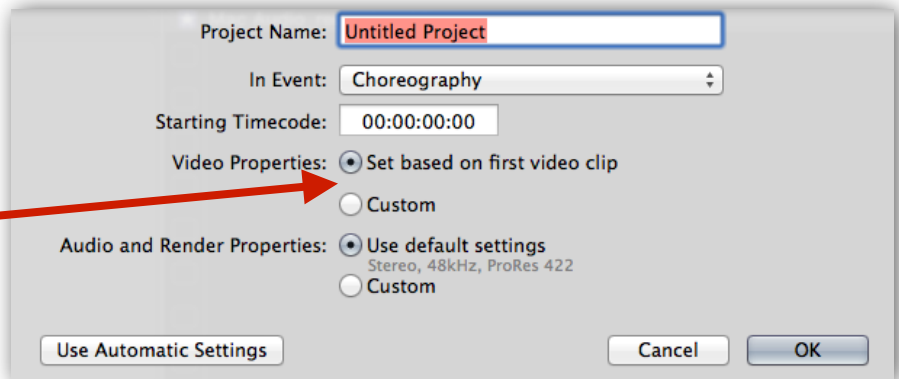 Project Name: Untitled Project
In Event: Choreography
Starting Timecode: 00:00:00:00
Video Properties: Set based on first video clip
Custom
Audio and Render Properties: Use default settings
Stereo, 48kHz, ProRes 422
Custom
Use Automatic Settings Cancel OK